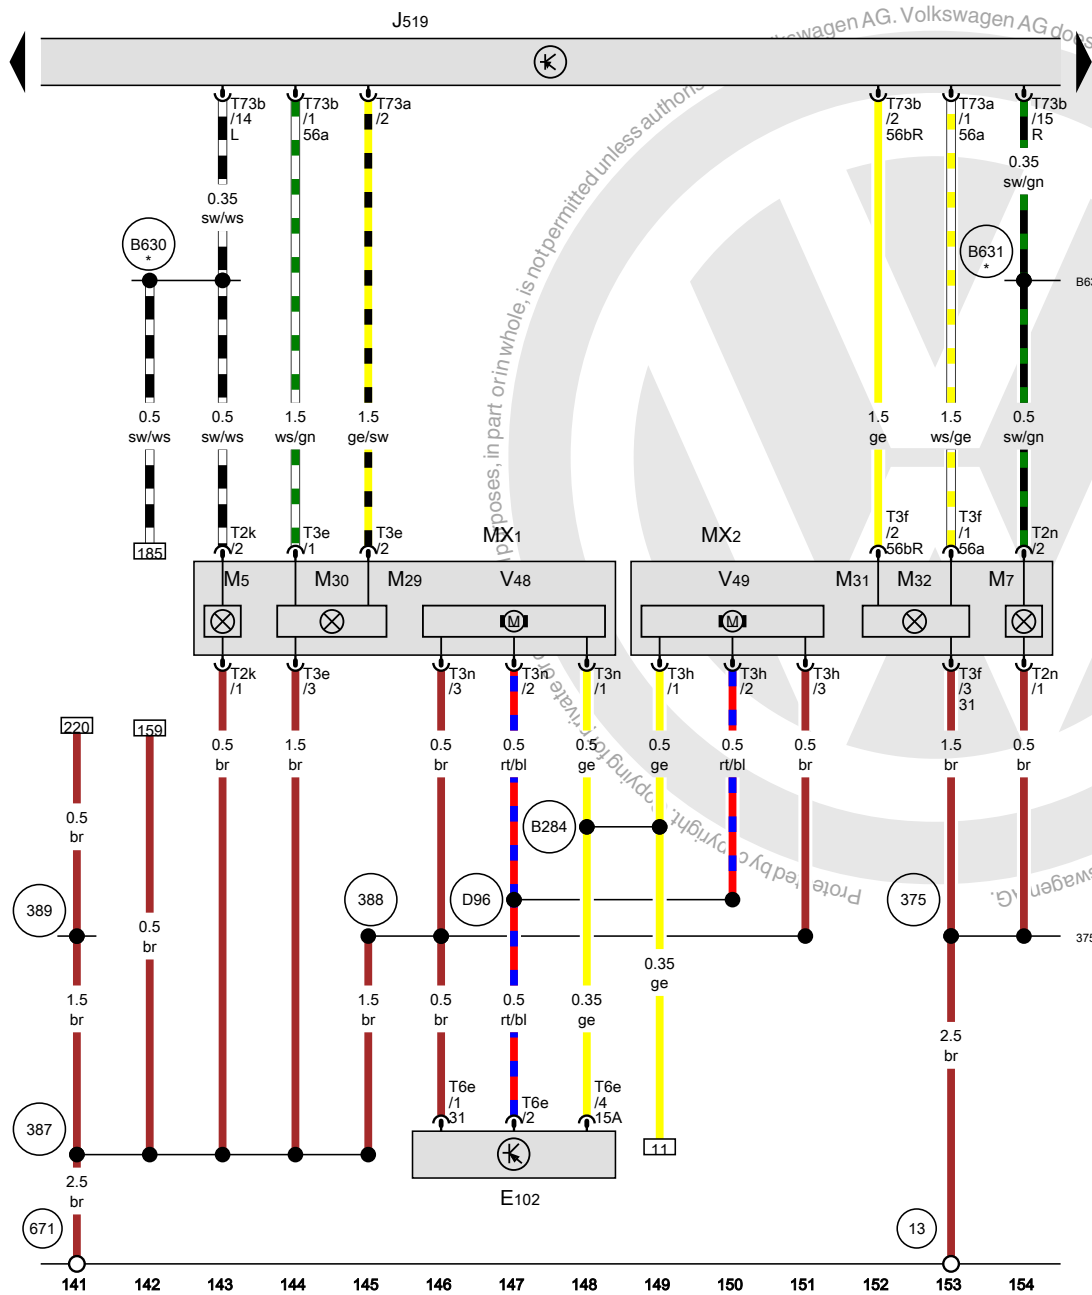 J519
kswagen AG. Volkswagen AG does
T73b
/14
L
T73b
/1
56a
T73a
/2
T73b
/2
56bR
T73a
/1
56a
T73b
/15
R
0.35
sw/ws
0.35
sw/gn
B630
*
B631
*
B63
0.5
sw/ws
0.5
sw/ws
1.5
ws/gn
1.5
ge/sw
1.5
ge
1.5
ws/ge
0.5
sw/gn
185
T2k
/2
T3e
/1
T3e
/2
MX1
MX2
T3f
/2
56bR
T3f
/1
56a
T2n
/2
M5
M30
M29
V48
V49
M31
M32
M7
M
M
T2k
/1
T3e
/3
T3n
/3
T3n
/2
T3n
/1
T3h
/1
T3h
/2
T3h
/3
T3f
/3
31
T2n
/1
220
159
0.5
br
1.5
br
0.5
br
0.5
rt/bl
0.5
ge
0.5
ge
0.5
rt/bl
0.5
br
1.5
br
0.5
br
0.5
br
B284
389
0.5
br
388
D96
375
375
1.5
br
1.5
br
0.5
br
0.5
rt/bl
0.35
ge
0.35
ge
2.5
br
T6e
/1
31
T6e
/2
T6e
/4
15A
387
11
2.5
br
E102
671
13
141 142 143 144 145 146 147 148 149 150 151 152 153 154